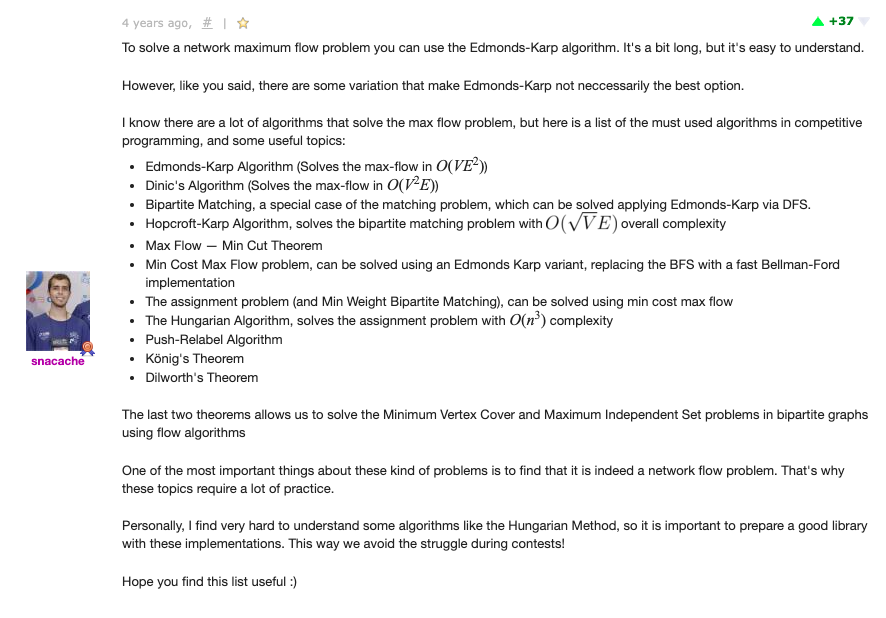 4 years ago, # |
+37
To solve a network maximum flow problem you can use the Edmonds-Karp algorithm. It's a bit long, but it's easy to understand.
However, like you said, there are some variation that make Edmonds-Karp not neccessarily the best option.
I know there are a lot of algorithms that solve the max flow problem, but here is a list of the must used algorithms in competitive
programming, and some useful topics:
• Edmonds-Karp Algorithm (Solves the max-flow in O(VE²))
• Dinic's Algorithm (Solves the max-flow in O(V²E))
• Bipartite Matching, a special case of the matching problem, which can be solved applying Edmonds-Karp via DFS.
• Hopcroft-Karp Algorithm, solves the bipartite matching problem with O(√V E) overall complexity
• Max Flow — Min Cut Theorem
• Min Cost Max Flow problem, can be solved using an Edmonds Karp variant, replacing the BFS with a fast Bellman-Ford
implementation
• The assignment problem (and Min Weight Bipartite Matching), can be solved using min cost max flow
• The Hungarian Algorithm, solves the assignment problem with O(n³) complexity
• Push-Relabel Algorithm
• König's Theorem
• Dilworth's Theorem
snacache
The last two theorems allows us to solve the Minimum Vertex Cover and Maximum Independent Set problems in bipartite graphs
using flow algorithms
One of the most important things about these kind of problems is to find that it is indeed a network flow problem. That's why
these topics require a lot of practice.
Personally, I find very hard to understand some algorithms like the Hungarian Method, so it is important to prepare a good library
with these implementations. This way we avoid the struggle during contests!
Hope you find this list useful :)